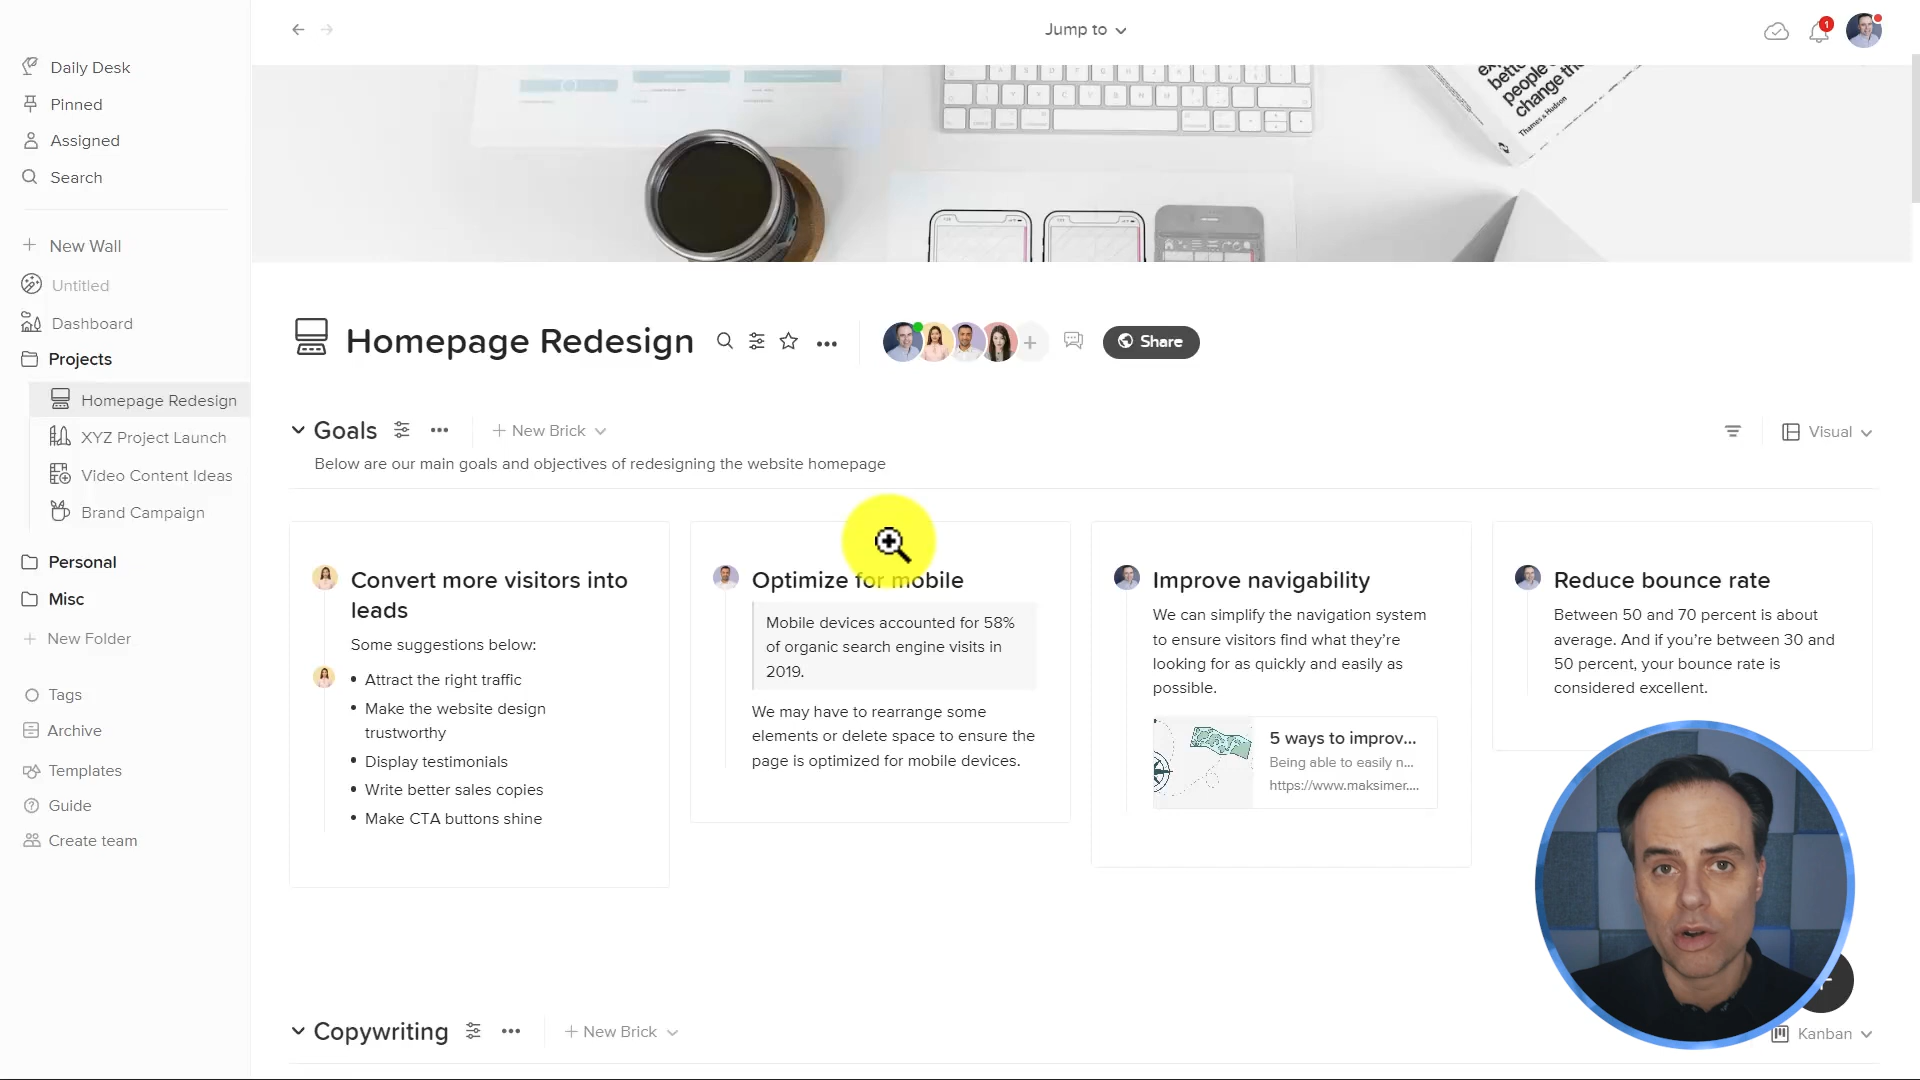 Jump to
1
Daily Desk
Pinned
Assigned
Search
New Wall
Untitled
Dashboard
Projects
Homepage Redesign
XYZ Project Launch
Video Content Ideas
Brand Campaign
Personal
Misc
New Folder
Tags
Archive
Templates
Guide
Create team
better
people
change th
Thames & Hudson
Homepage Redesign
Share
Goals
New Brick
Visual
Below are our main goals and objectives of redesigning the website homepage
Convert more visitors into
leads
Some suggestions below:
• Attract the right traffic
• Make the website design
trustworthy
• Display testimonials
• Write better sales copies
• Make CTA buttons shine
Optimize for mobile
Mobile devices accounted for 58%
of organic search engine visits in
2019.
We may have to rearrange some
elements or delete space to ensure the
page is optimized for mobile devices.
Improve navigability
We can simplify the navigation system
to ensure visitors find what they’re
looking for as quickly and easily as
possible.
5 ways to improv...
Being able to easily n...
https://www.maksimer....
Reduce bounce rate
Between 50 and 70 percent is about
average. And if you’re between 30 and
50 percent, your bounce rate is
considered excellent.
Copywriting
New Brick
Kanban